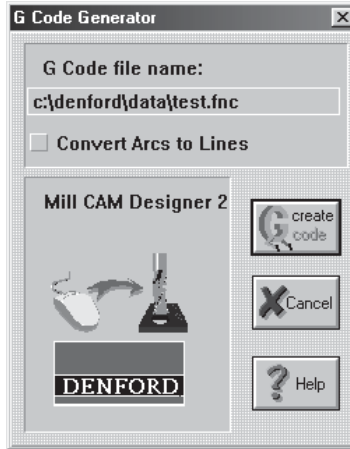 G Code Generator
G Code file name:
c:\denford\data\test.fnc
Convert Arcs to Lines
Mill CAM Designer 2
create
code
Cancel
Help
DENFORD